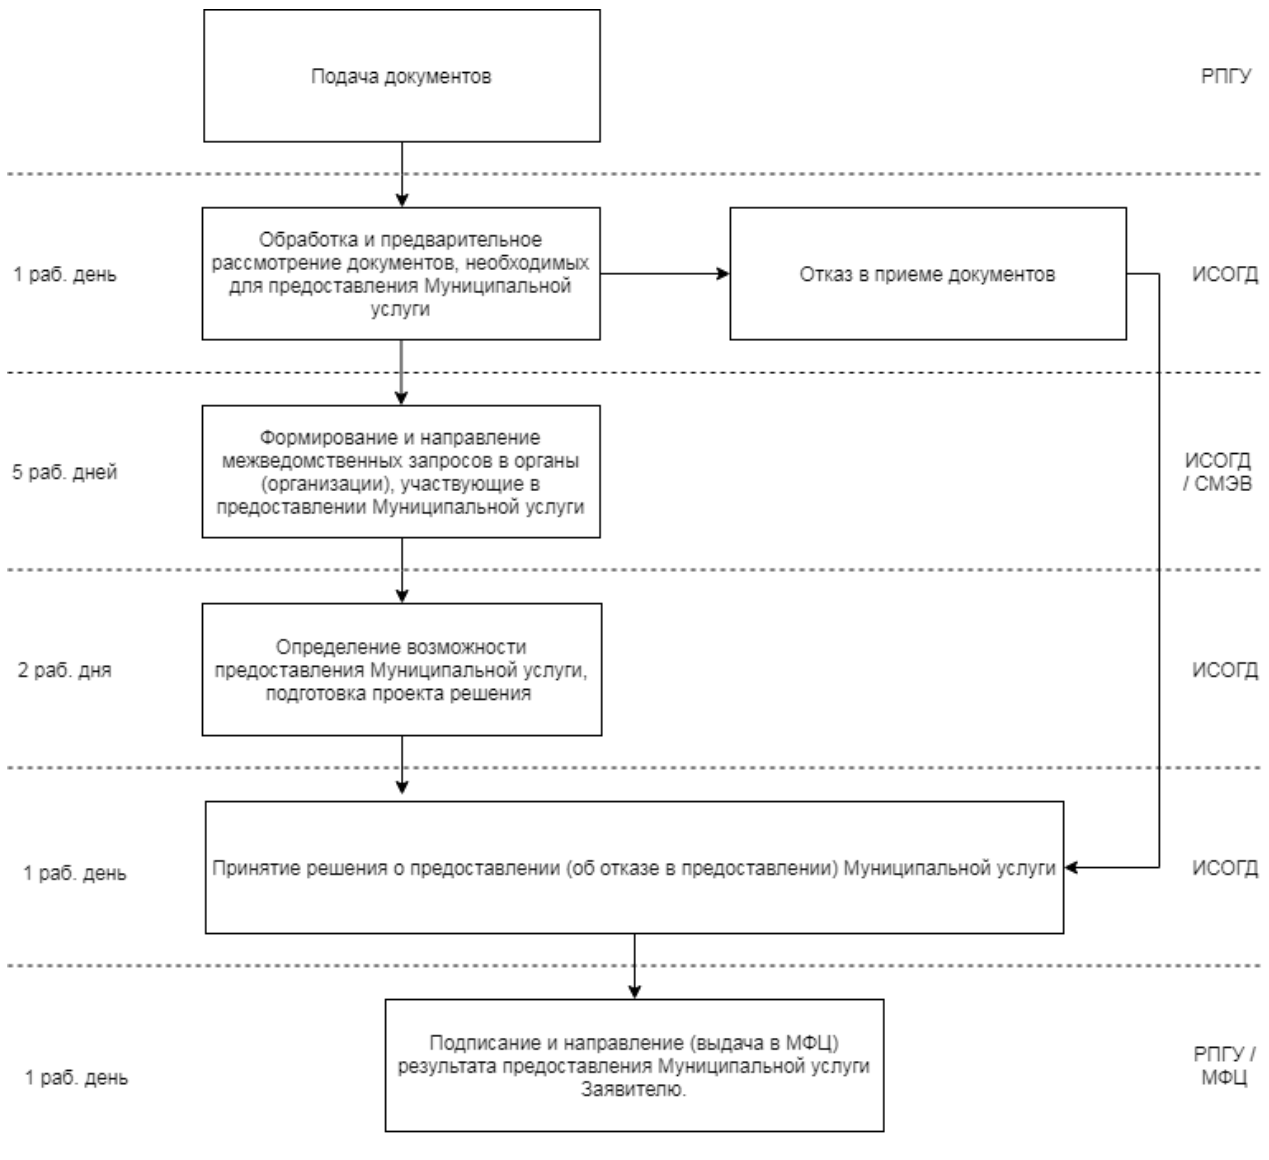 Подача документов
РПГУ
1 раб. день
Обработка и предварительное
рассмотрение документов, необходимых
для предоставления Муниципальной
услуги
Отказ в приеме документов
ИСОГД
5 раб. дней
Формирование и направление
межведомственных запросов в органы
(организации), участвующие в
предоставлении Муниципальной услуги
ИСОГД
/ СМЭВ
2 раб. дня
Определение возможности
предоставления Муниципальной услуги,
подготовка проекта решения
ИСОГД
1 раб. день
Принятие решения о предоставлении (об отказе в предоставлении) Муниципальной услуги
ИСОГД
1 раб. день
Подписание и направление (выдача в МФЦ)
результата предоставления Муниципальной услуги
Заявителю.
РПГУ /
МФЦ